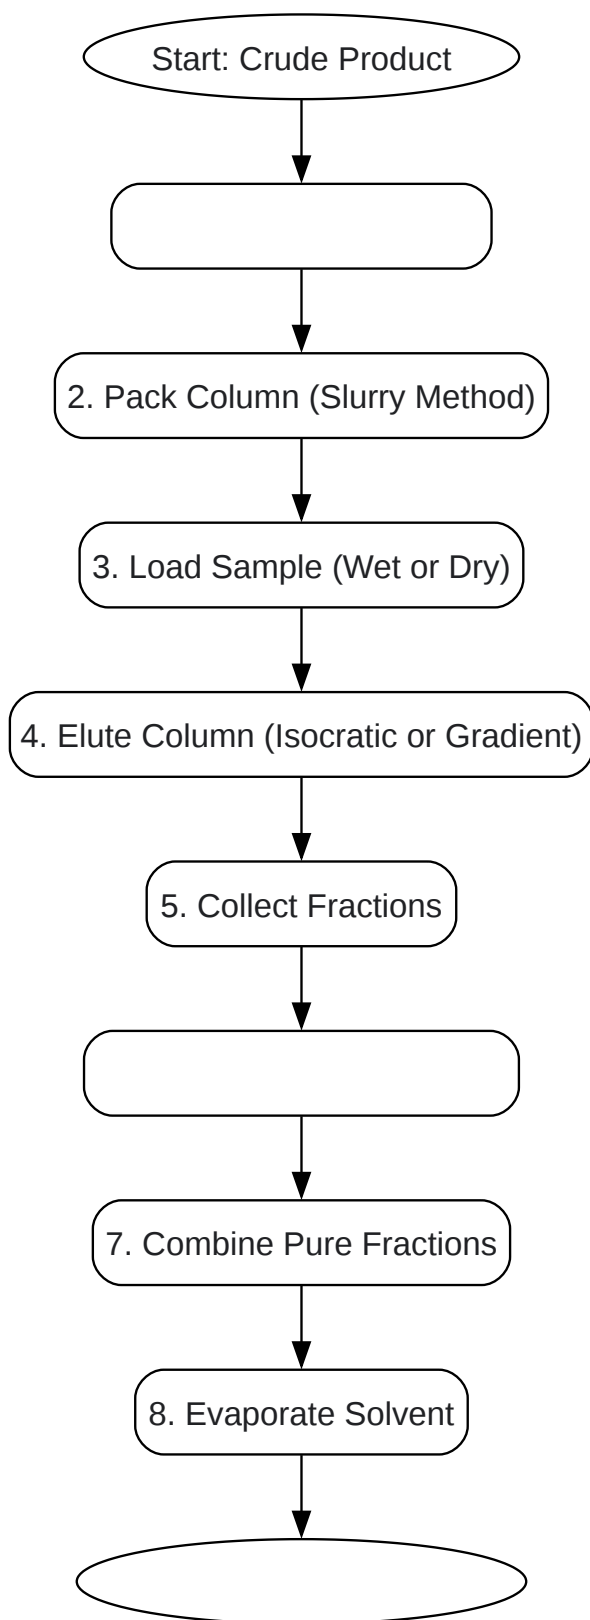 Start: Crude Product
2. Pack Column (Slurry Method)
3. Load Sample (Wet or Dry)
4. Elute Column (Isocratic or Gradient)
5. Collect Fractions
7. Combine Pure Fractions
8. Evaporate Solvent